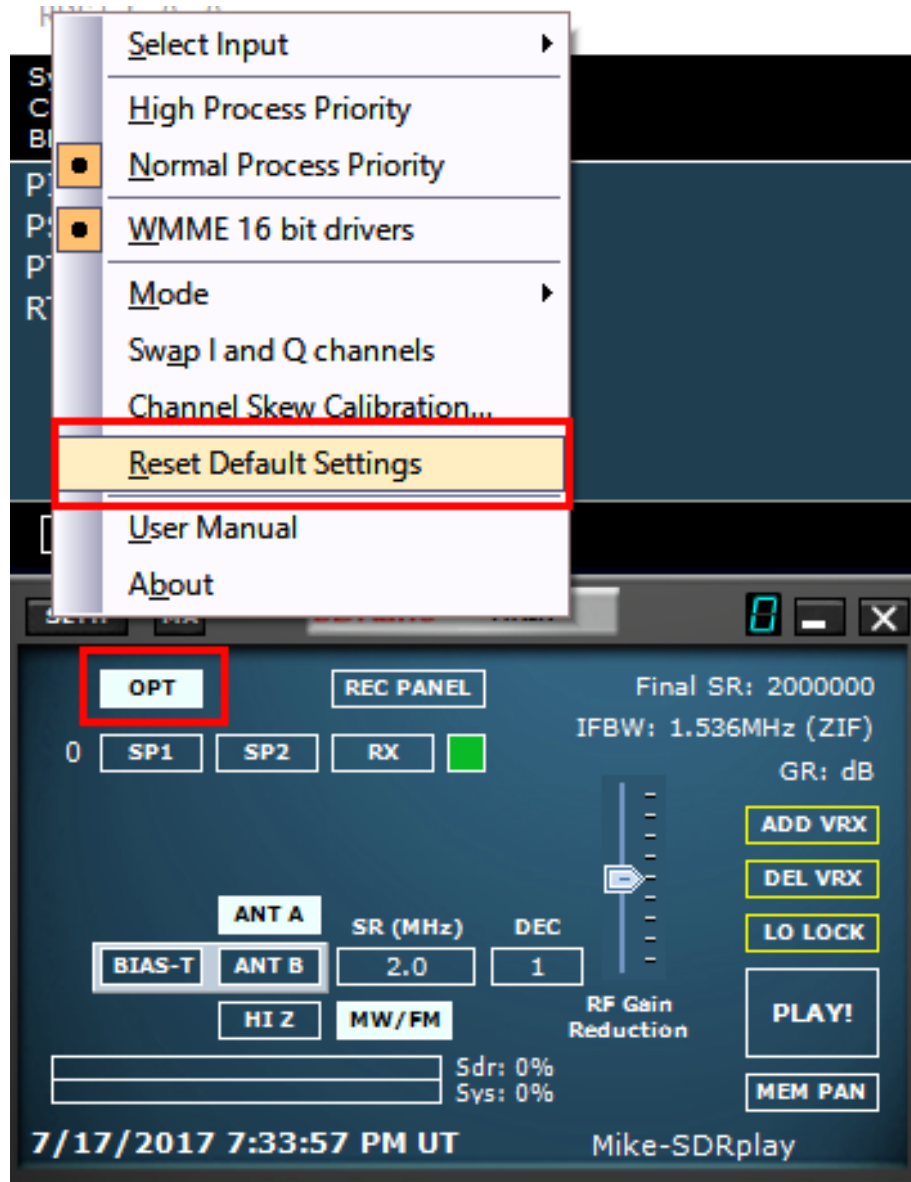 Select Input
High Process Priority
Normal Process Priority
WMME 16 bit drivers
Mode
Swap I and Q channels
Channel Skew Calibration...
Reset Default Settings
User Manual
About
OPT
REC PANEL
Final SR: 2000000
IFBW: 1.536MHz (ZIF)
0 SP1 SP2 RX
GR: dB
ADD VRX
DEL VRX
ANT A
SR (MHz) DEC
LO LOCK
BIAS-T ANT B 2.0 1
HI Z MW/FM
RF Gain
Reduction
PLAY!
Sdr: 0%
Sys: 0%
MEM PAN
7/17/2017 7:33:57 PM UT
Mike-SDRplay